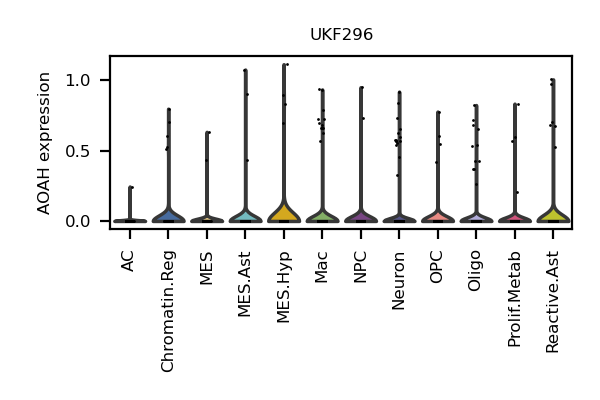 UKF296
AOAH expression
1.0
0.5
0.0
AC
Chromatin.Reg
MES
MES.Ast
MES.Hyp
Mac
NPC
Neuron
OPC
Oligo
Prolif.Metab
Reactive.Ast